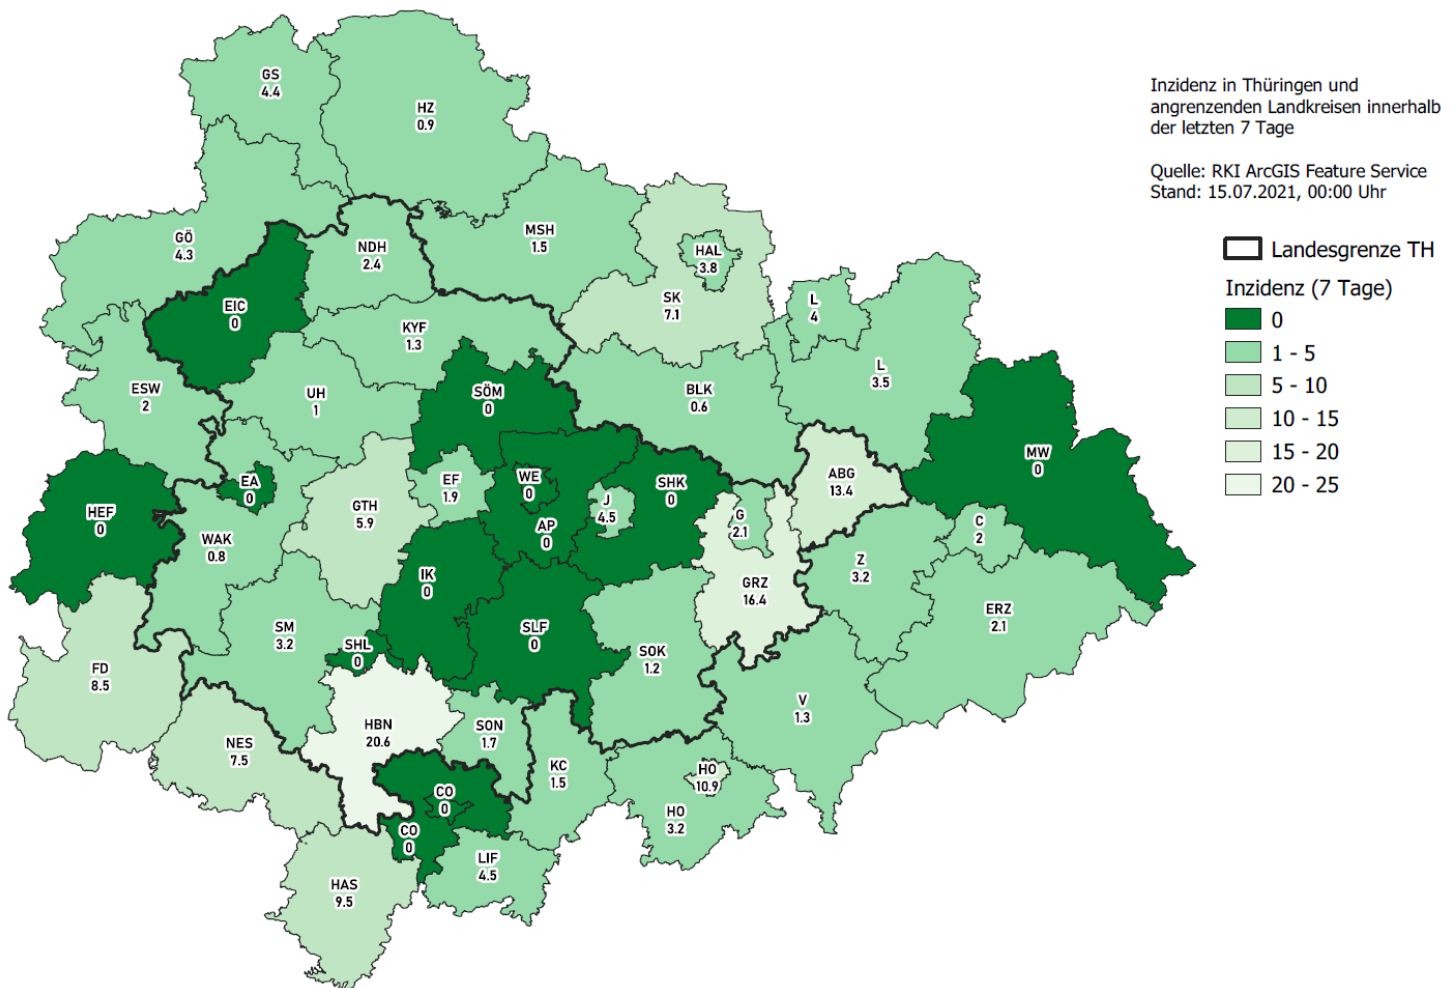 GS
4.4
HZ
0.9
Inzidenz in Thüringen und
angrenzenden Landkreisen innerhalb
der letzten 7 Tage
Quelle: RKI ArcGIS Feature Service
Stand: 15.07.2021, 00:00 Uhr
Landesgrenze TH
Inzidenz (7 Tage)
0
1 - 5
5 - 10
10 - 15
15 - 20
20 - 25
GÖ
4.3
NDH
2.4
MSH
1.5
HAL
3.8
EIC
0
SK
7.1
L
4
KYF
1.3
ESW
2
UH
1
SÖM
0
BLK
0.6
L
3.5
MW
0
HEF
0
EA
0
GTH
5.9
EF
1.9
WE
0
J
4.5
SHK
0
G
2.1
ABG
13.4
WAK
0.8
AP
0
C
2
Z
3.2
IK
0
GRZ
16.4
ERZ
2.1
SM
3.2
SHL
0
SLF
0
SOK
1.2
FD
8.5
V
1.3
NES
7.5
HBN
20.6
SON
1.7
KC
1.5
HO
10.9
CO
0
HO
3.2
CO
0
LIF
4.5
HAS
9.5